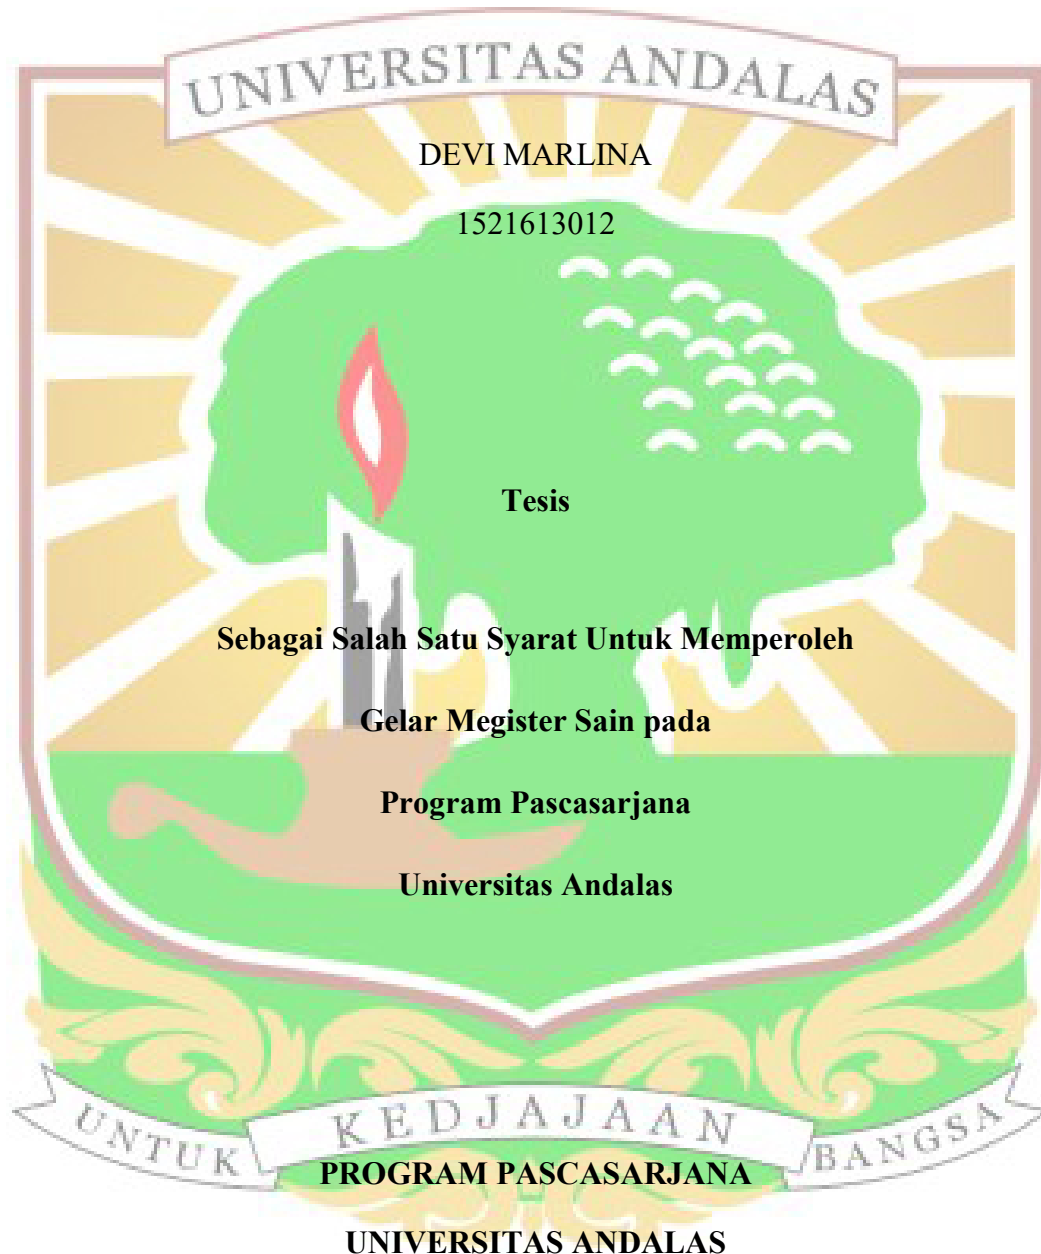 UNIVERSITAS ANDALAS
DEVI MARLINA
1521613012
Tesis
Sebagai Salah Satu Syarat Untuk Memperoleh
Gelar Megister Sain pada
Program Pascasarjana
Universitas Andalas
UNTUK KEDJAJAAN BANGSA
PROGRAM PASCASARJANA
UNIVERSITAS ANDALAS